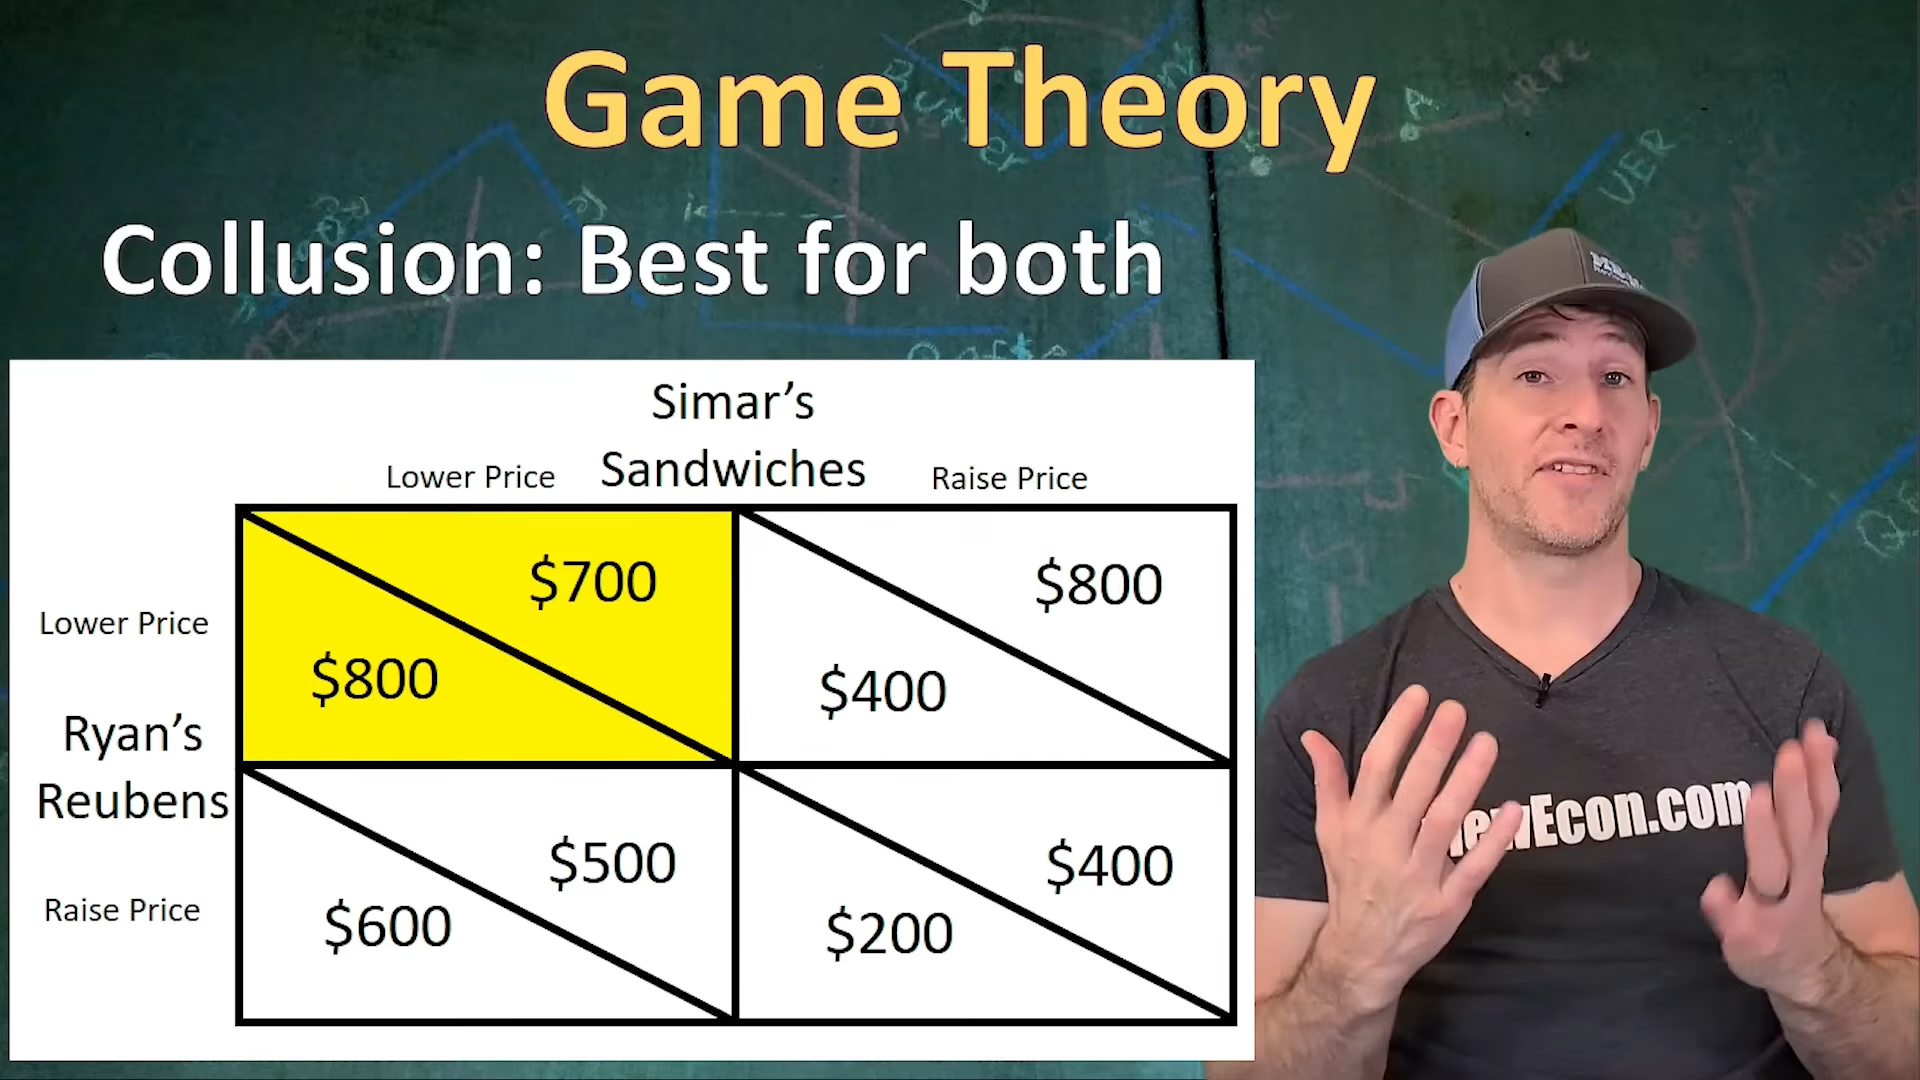 Game Theory
Collusion: Best for both
Simar's
Sandwiches
Lower Price
Raise Price
$700
$800
Lower Price
$800
$400
Ryan's
Reubens
$500
$400
Raise Price
$600
$200
VER
A